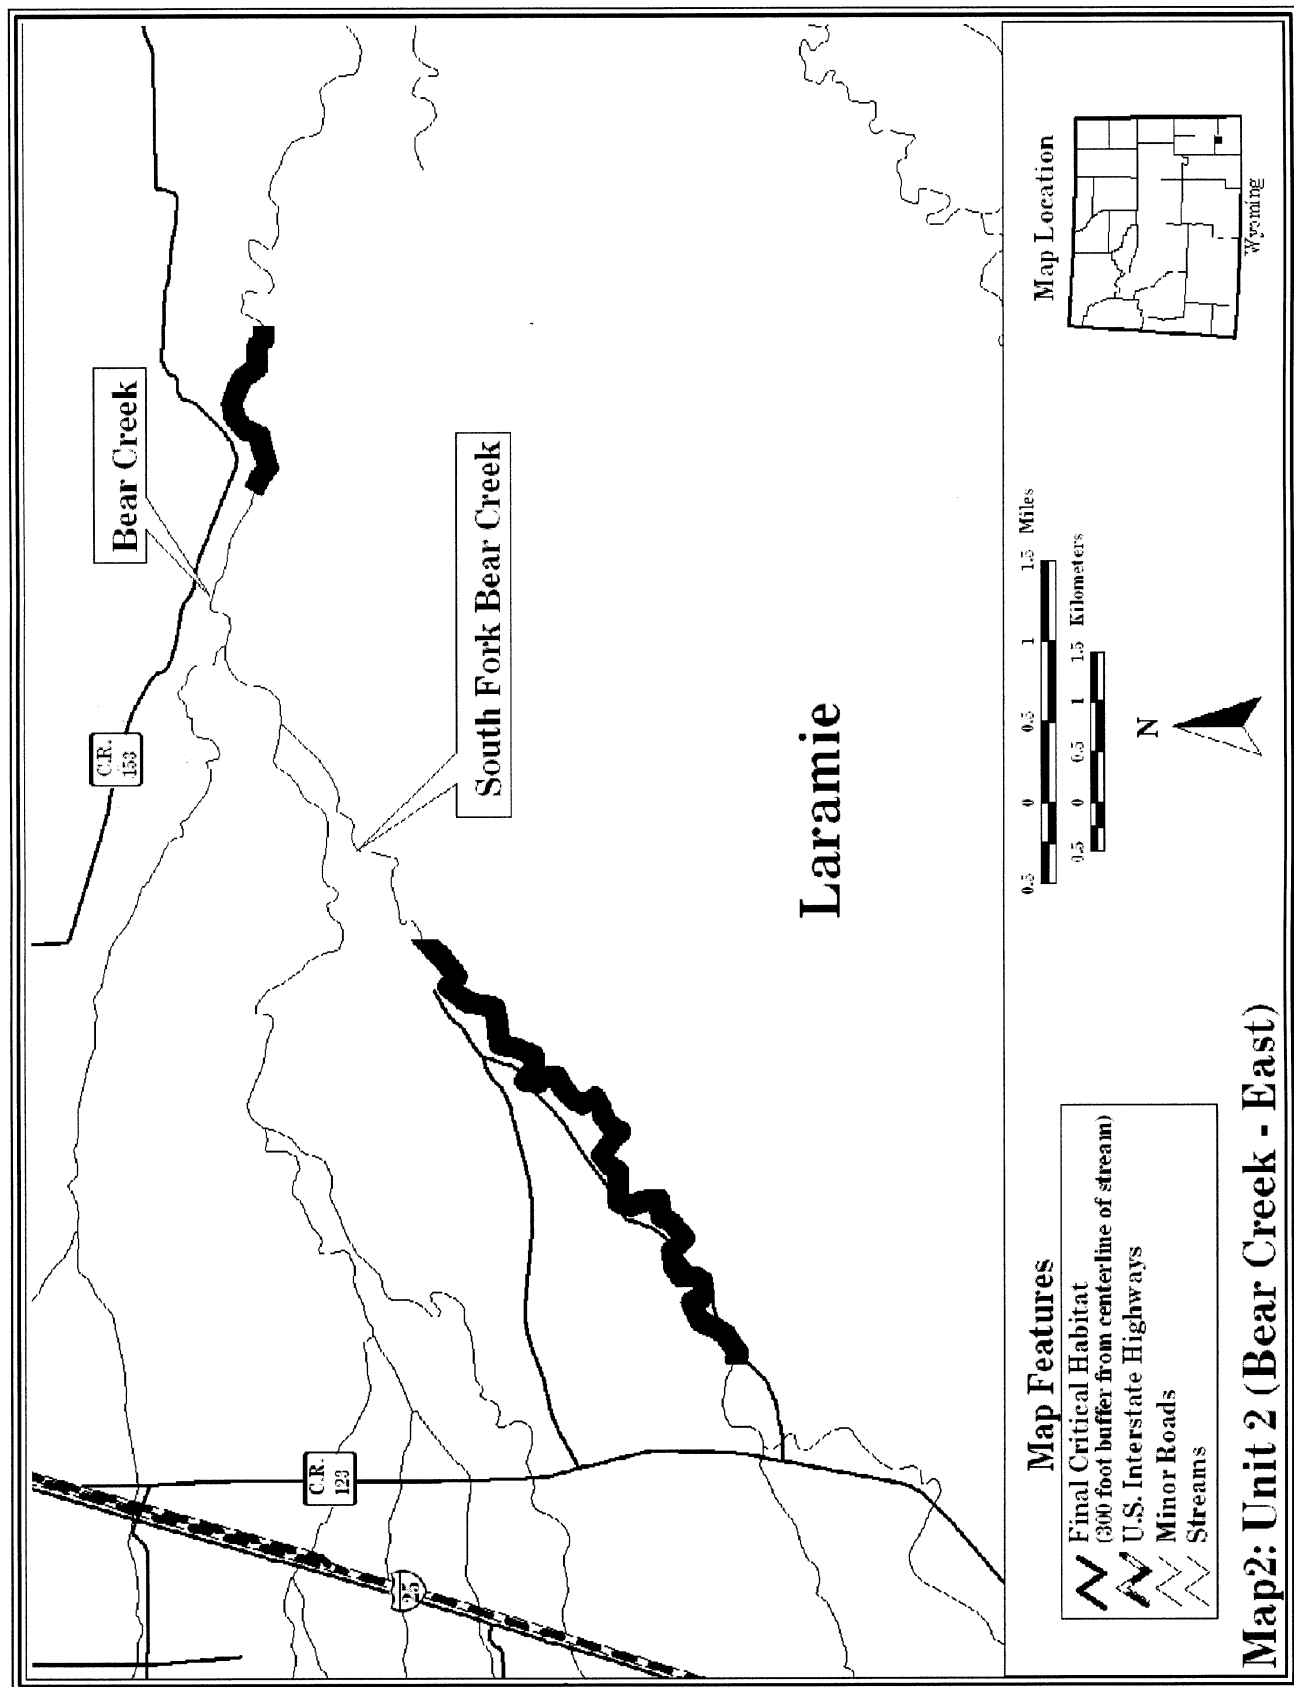 Bear Creek
South Fork Bear Creek
C.R.
153
C.R.
123
25
Laramie
Map Features
Final Critical Habitat
(300 foot buffer from centerline of stream)
U.S. Interstate Highways
Minor Roads
Streams
0.5 0 0.5 1 1.5 Miles
0.5 0 0.5 1 1.5 Kilometers
N
Map Location
Wyoming
Map2: Unit 2 (Bear Creek - East)